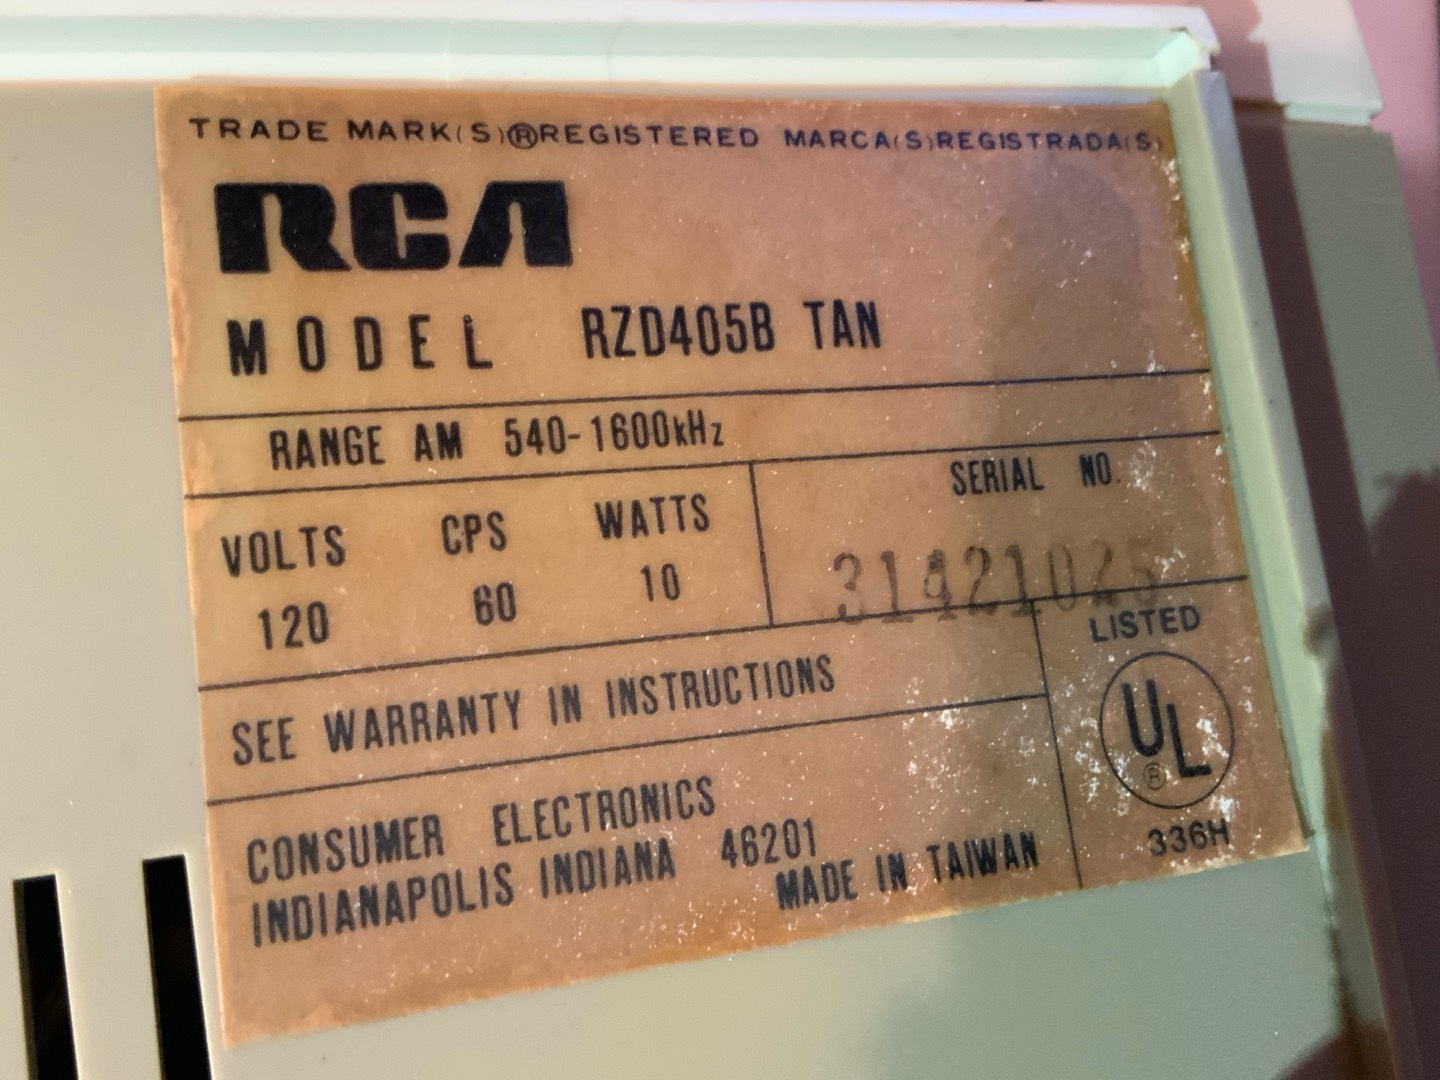 TRADE MARK(S)®REGISTERED MARCA(S)REGISTRADA(S)
RCA
MODEL RZD405B TAN
RANGE AM 540-1600kHz
VOLTS CPS WATTS
120 60 10
SERIAL NO.
31421025
SEE WARRANTY IN INSTRUCTIONS
CONSUMER ELECTRONICS
INDIANAPOLIS INDIANA 46201
MADE IN TAIWAN
LISTED
UL
®
336H